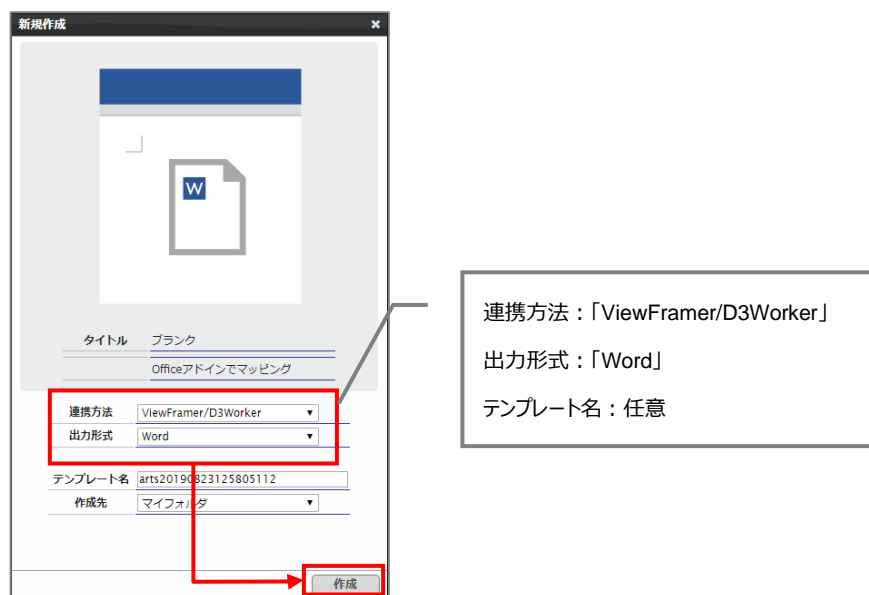 新規作成 ×
W
タイトル ブランク
Officeアドインでマッピング
連携方法 ViewFramer/D3Worker ▼
出力形式 Word ▼
テンプレート名 arts20190823125805112
作成先 マイフォルダ ▼
作成
連携方法：「ViewFramer/D3Worker」
出力形式：「Word」
テンプレート名：任意